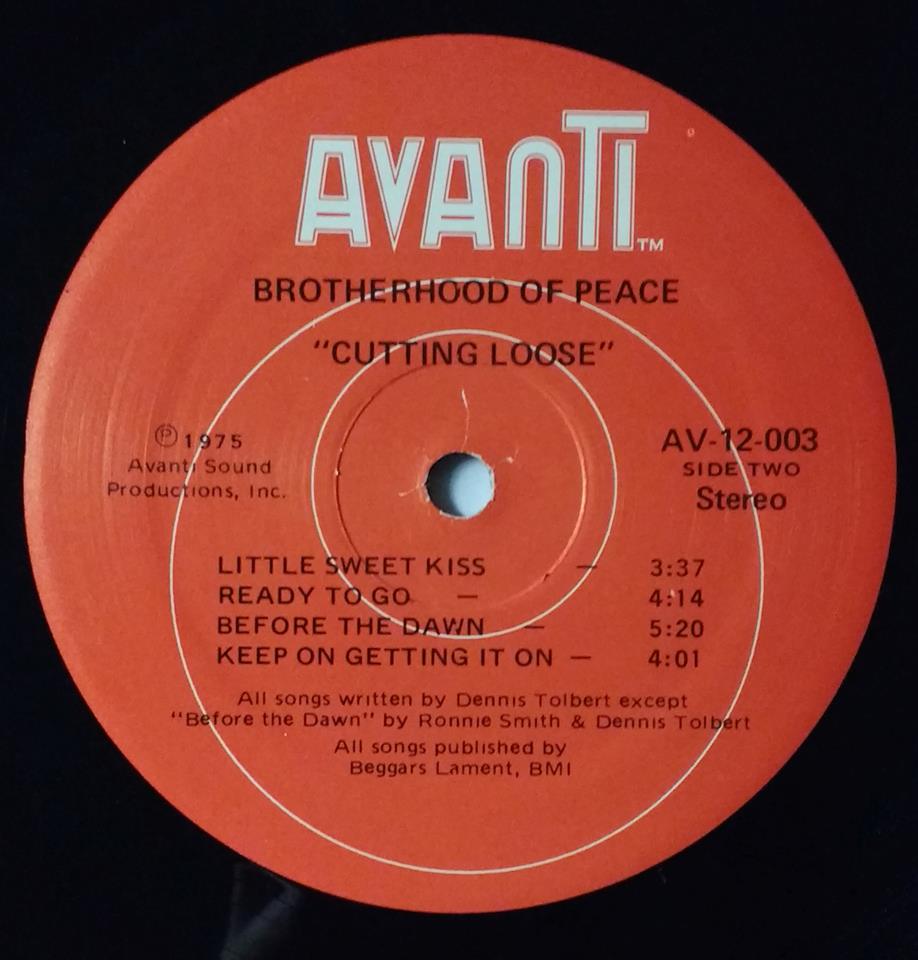 AVANTI TM
BROTHERHOOD OF PEACE
"CUTTING LOOSE"
℗ 1975
Avanti Sound
Productions, Inc.
AV-12-003
SIDE TWO
Stereo
LITTLE SWEET KISS — 3:37
READY TO GO — 4:14
BEFORE THE DAWN — 5:20
KEEP ON GETTING IT ON — 4:01
All songs written by Dennis Tolbert except
"Before the Dawn" by Ronnie Smith & Dennis Tolbert
All songs published by
Beggars Lament, BMI